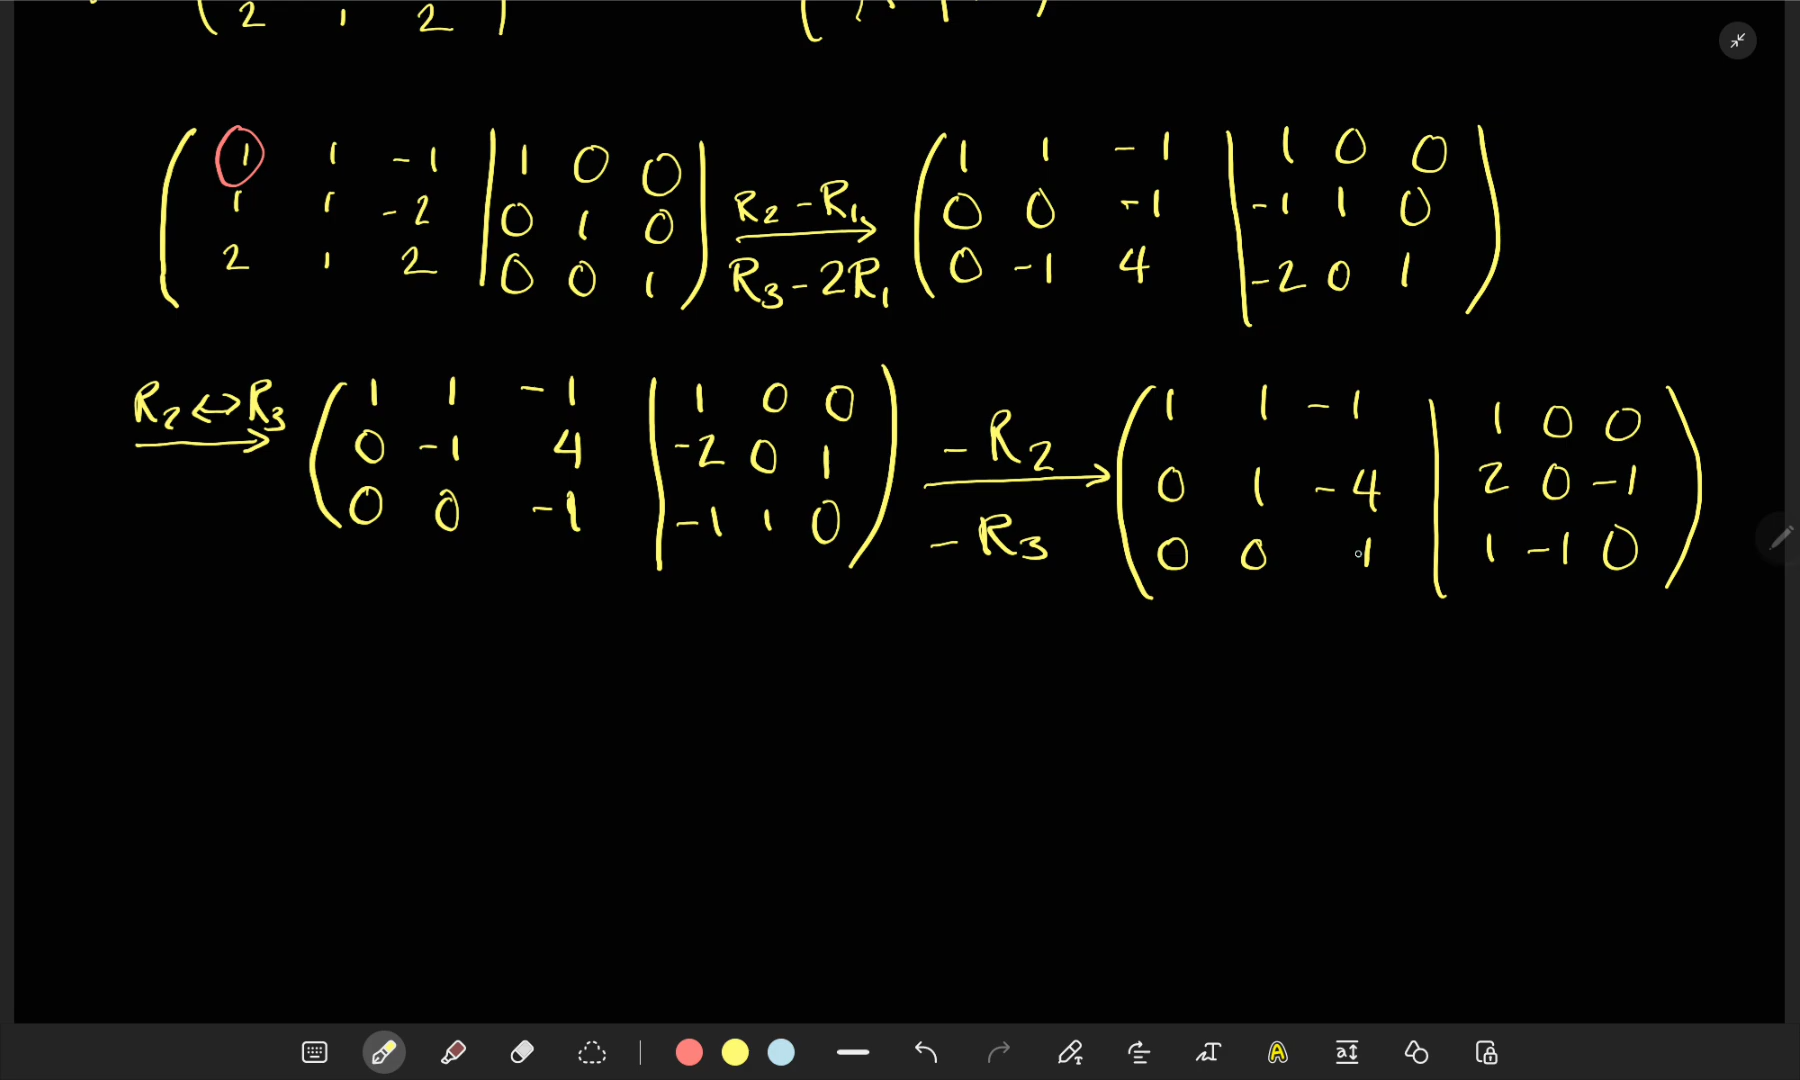 2 1 2
1 1 -1 | 1 0 0
1 1 -2 | 0 1 0
2 1 2 | 0 0 1
R₂ - R₁
R₃ - 2R₁
1 1 -1 | 1 0 0
0 0 -1 | -1 1 0
0 -1 4 | -2 0 1
R₂ ↔ R₃
1 1 -1 | 1 0 0
0 -1 4 | -2 0 1
0 0 -1 | -1 1 0
-R₂
-R₃
1 1 -1 | 1 0 0
0 1 -4 | 2 0 -1
0 0 1 | 1 -1 0